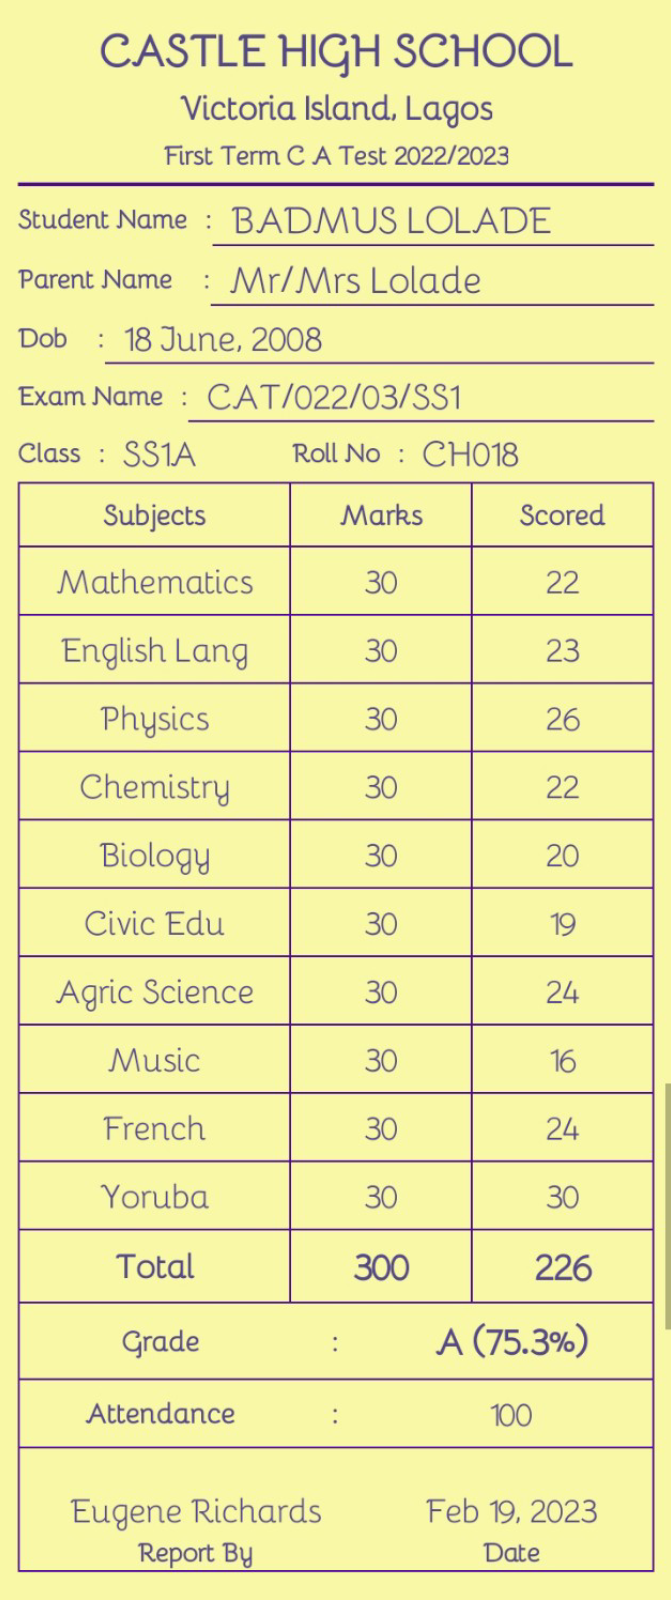 CASTLE HIGH SCHOOL
Victoria Island, Lagos
First Term C A Test 2022/2023
Student Name : BADMUS LOLADE
Parent Name : Mr/Mrs Lolade
Dob : 18 June, 2008
Exam Name : CAT/022/03/SS1
Class : SS1A Roll No : CH018
Subjects Marks Scored
Mathematics 30 22
English Lang 30 23
Physics 30 26
Chemistry 30 22
Biology 30 20
Civic Edu 30 19
Agric Science 30 24
Music 30 16
French 30 24
Yoruba 30 30
Total 300 226
Grade : A (75.3%)
Attendance : 100
Eugene Richards Feb 19, 2023
Report By Date